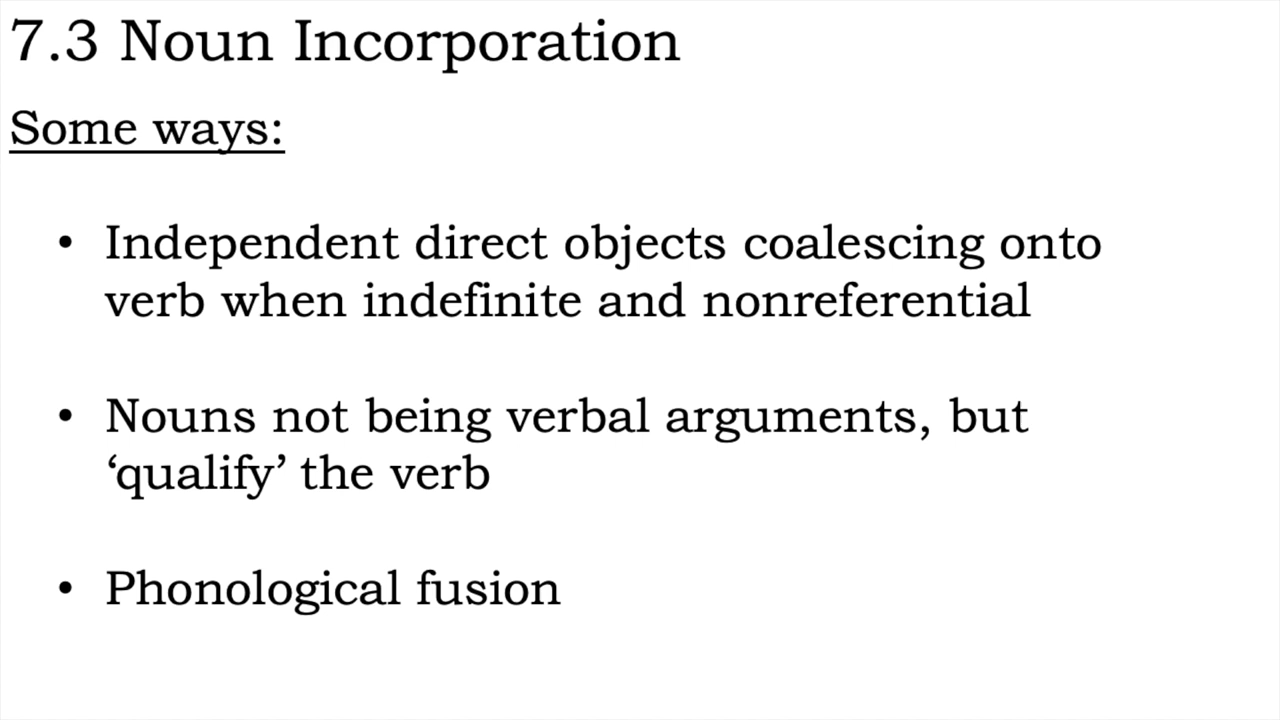 7.3 Noun Incorporation
Some ways:
• Independent direct objects coalescing onto
verb when indefinite and nonreferential
• Nouns not being verbal arguments, but
‘qualify’ the verb
• Phonological fusion